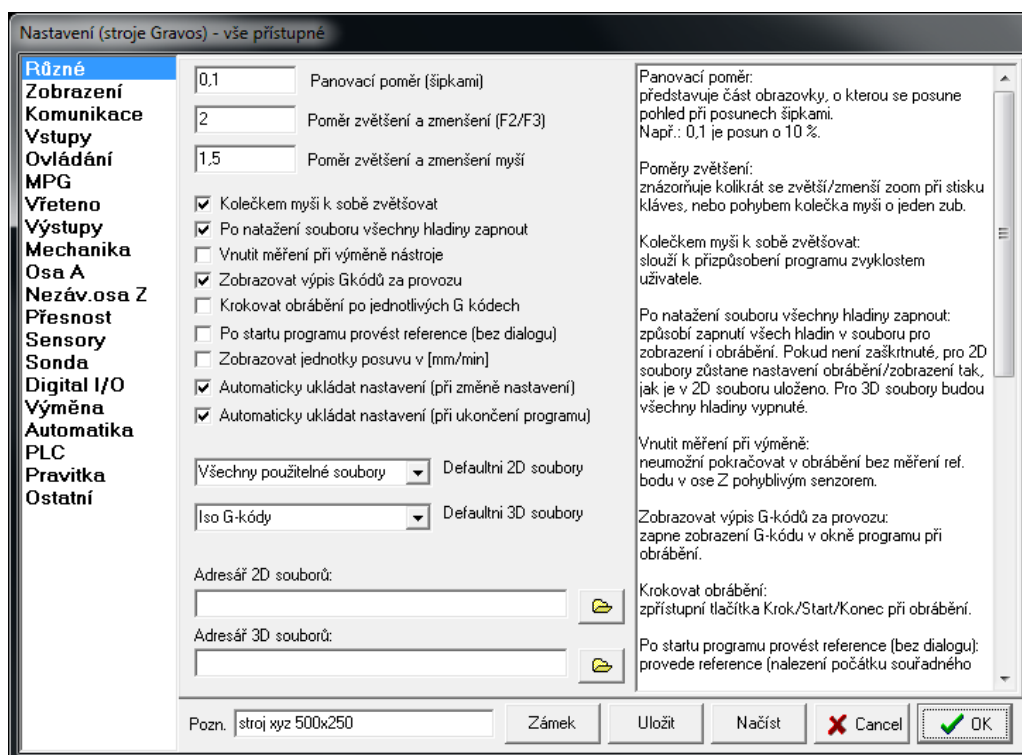 Nastavení (stroje Gravos) - vše přístupné
Různé
Zobrazení
Komunikace
Vstupy
Ovládání
MPG
Vřeteno
Výstupy
Mechanika
Osa A
Nezáv.osa Z
Přesnost
Sensory
Sonda
Digital I/O
Výměna
Automatika
PLC
Pravitka
Ostatní
0,1 Panovací poměr (šipkami)
2 Poměr zvětšení a zmenšení (F2/F3)
1,5 Poměr zvětšení a zmenšení myší
Kolečkem myši k sobě zvětšovat
Po natažení souboru všechny hladiny zapnout
Vnutit měření při výměně nástroje
Zobrazovat výpis Gkódů za provozu
Krokovat obrábění po jednotlivých G kódech
Po startu programu provést reference (bez dialogu)
Zobrazovat jednotky posuvu v [mm/min]
Automaticky ukládat nastavení (při změně nastavení)
Automaticky ukládat nastavení (při ukončení programu)
Všechny použitelné soubory Defaultni 2D soubory
Iso G-kódy Defaultni 3D soubory
Adresář 2D souborů:
Adresář 3D souborů:
Panovací poměr:
představuje část obrazovky, o kterou se posune
pohled při posunech šipkami.
Např.: 0,1 je posun o 10 %.
Poměry zvětšení:
znázorňuje kolikrát se zvětší/zmenší zoom při stisku
kláves, nebo pohybem kolečka myši o jeden zub.
Kolečkem myši k sobě zvětšovat:
slouží k přizpůsobení programu zvyklostem
uživatele.
Po natažení souboru všechny hladiny zapnout:
způsobí zapnutí všech hladin v souboru pro
zobrazení i obrábění. Pokud není zaškrtnuté, pro 2D
soubory zůstane nastavení obrábění/zobrazení tak,
jak je v 2D souboru uloženo. Pro 3D soubory budou
všechny hladiny vypnuté.
Vnutit měření při výměně:
neumožní pokračovat v obrábění bez měření ref.
bodu v ose Z pohyblivým senzorem.
Zobrazovat výpis G-kódů za provozu:
zapne zobrazení G-kódu v okně programu při
obrábění.
Krokovat obrábění:
zpřístupní tlačítka Krok/Start/Konec při obrábění.
Po startu programu provést reference (bez dialogu):
provede reference (nalezení počátku souřadného
Pozn. stroj xyz 500x250 Zámek Uložit Načíst Cancel OK